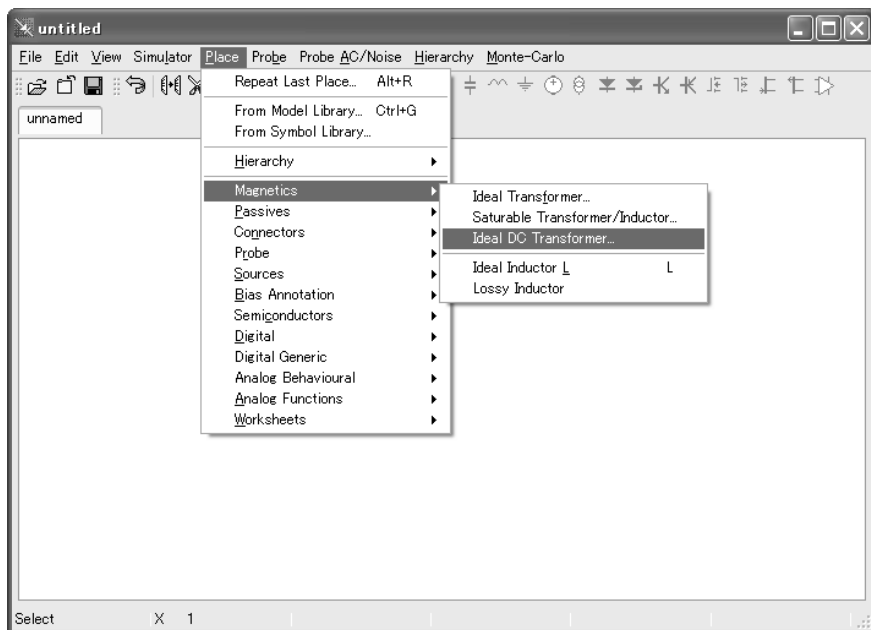 untitled
File Edit View Simulator Place Probe Probe AC/Noise Hierarchy Monte-Carlo
unnamed
Repeat Last Place... Alt+R
From Model Library... Ctrl+G
From Symbol Library...
Hierarchy
Magnetics
Passives
Connectors
Probe
Sources
Bias Annotation
Semiconductors
Digital
Digital Generic
Analog Behavioural
Analog Functions
Worksheets
Ideal Transformer...
Saturable Transformer/Inductor...
Ideal DC Transformer...
Ideal Inductor L L
Lossy Inductor
Select X 1